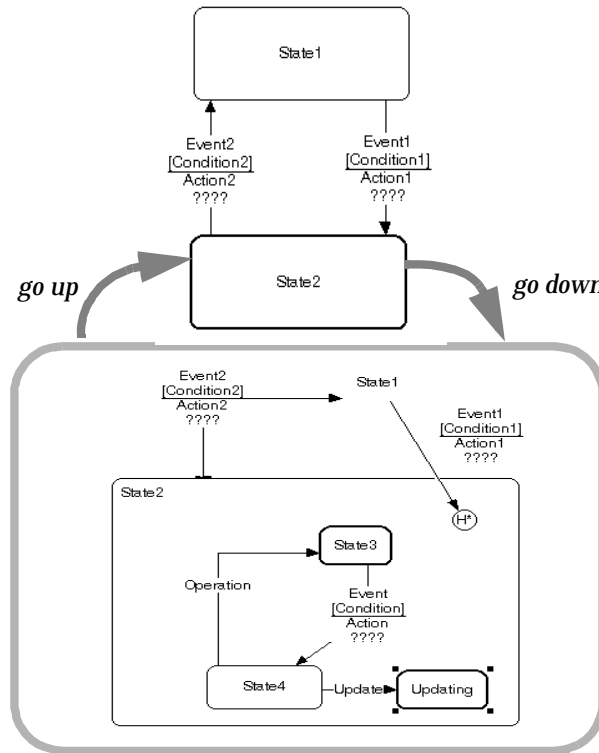 State1
Event2
[Condition2]
Action2
????
Event1
[Condition1]
Action1
????
go up
State2
go down
Event2
[Condition2]
Action2
????
State1
Event1
[Condition1]
Action1
????
State2
H*
State3
Operation
Event
[Condition]
Action
????
State4
Update
Updating